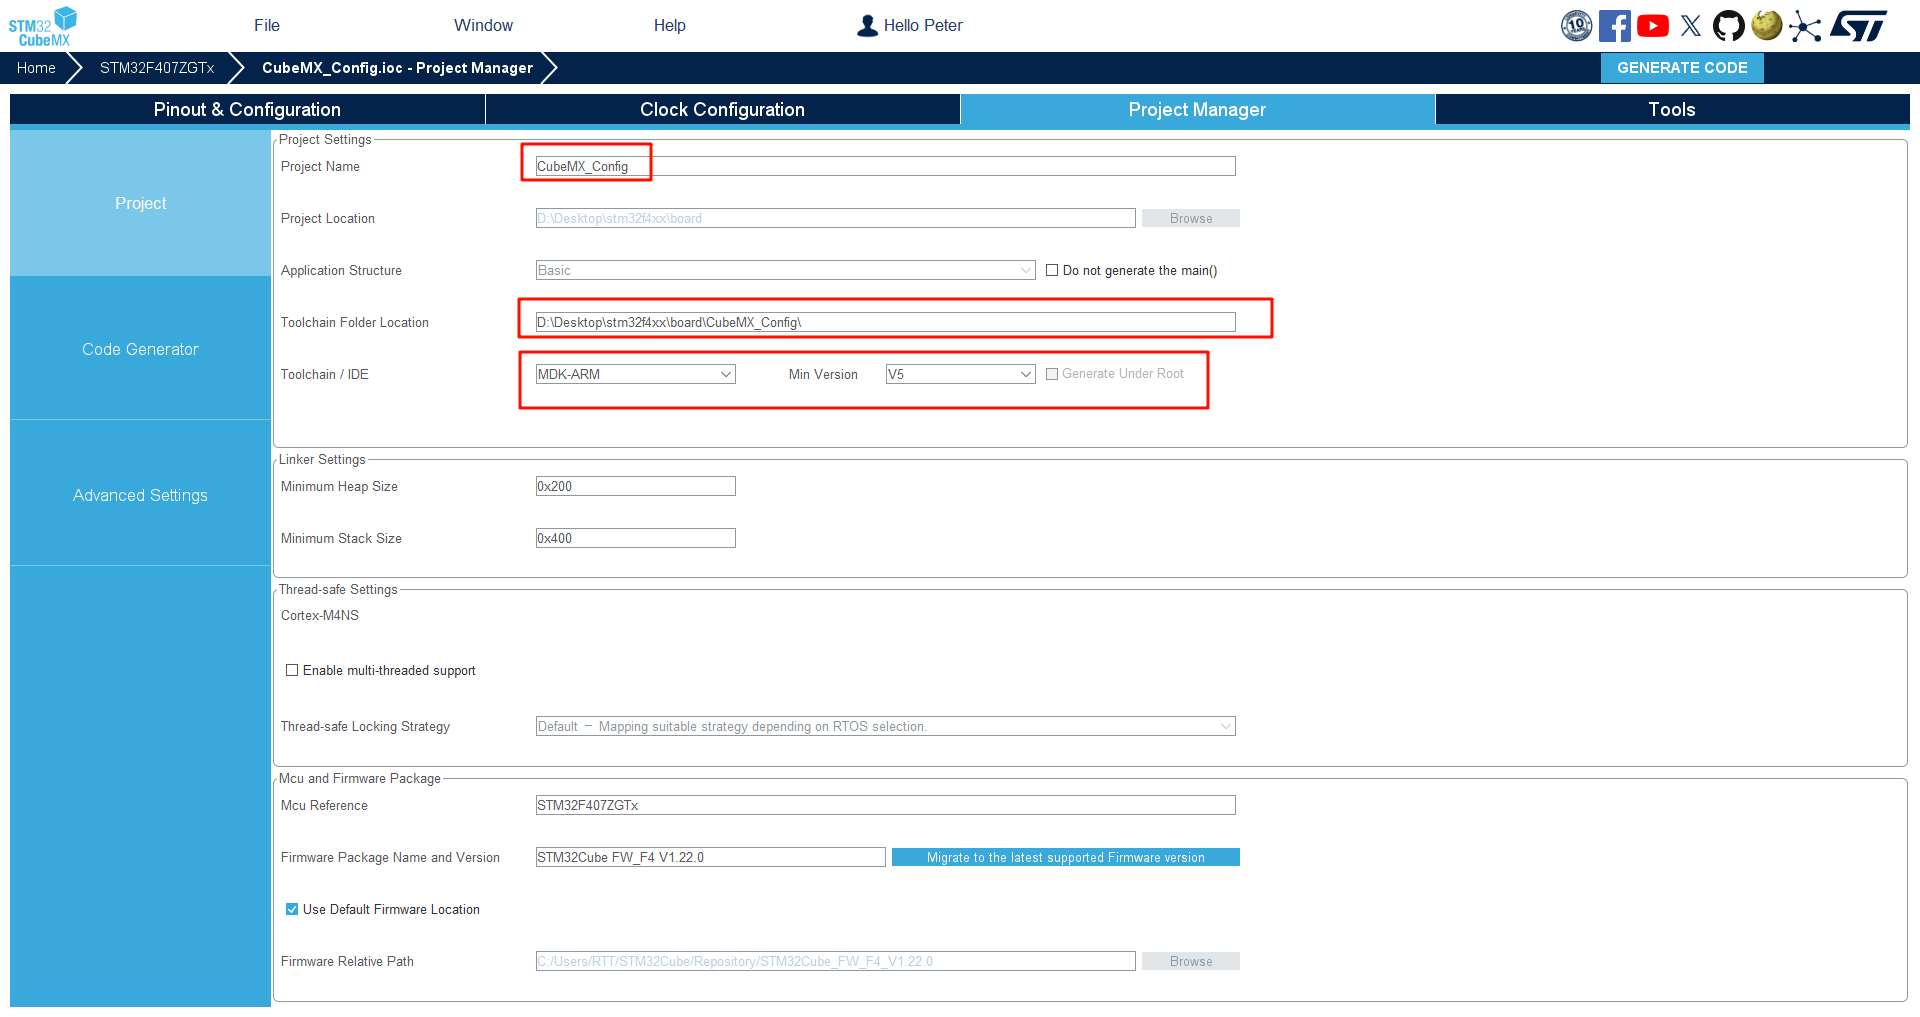 STM32
CubeMX
File
Window
Help
Hello Peter
10
Home
STM32F407ZGTx
CubeMX_Config.ioc - Project Manager
GENERATE CODE
Pinout & Configuration
Clock Configuration
Project Manager
Tools
Project
Code Generator
Advanced Settings
Project Settings
Project Name
CubeMX_Config
Project Location
D:\Desktop\stm32f4xx\board
Browse
Application Structure
Basic
Do not generate the main()
Toolchain Folder Location
D:\Desktop\stm32f4xx\board\CubeMX_Config\
Toolchain / IDE
MDK-ARM
Min Version
V5
Generate Under Root
Linker Settings
Minimum Heap Size
0x200
Minimum Stack Size
0x400
Thread-safe Settings
Cortex-M4NS
Enable multi-threaded support
Thread-safe Locking Strategy
Default － Mapping suitable strategy depending on RTOS selection.
Mcu and Firmware Package
Mcu Reference
STM32F407ZGTx
Firmware Package Name and Version
STM32Cube FW_F4 V1.22.0
Migrate to the latest supported Firmware version
Use Default Firmware Location
Firmware Relative Path
C:/Users/RTT/STM32Cube/Repository/STM32Cube_FW_F4_V1.22.0
Browse